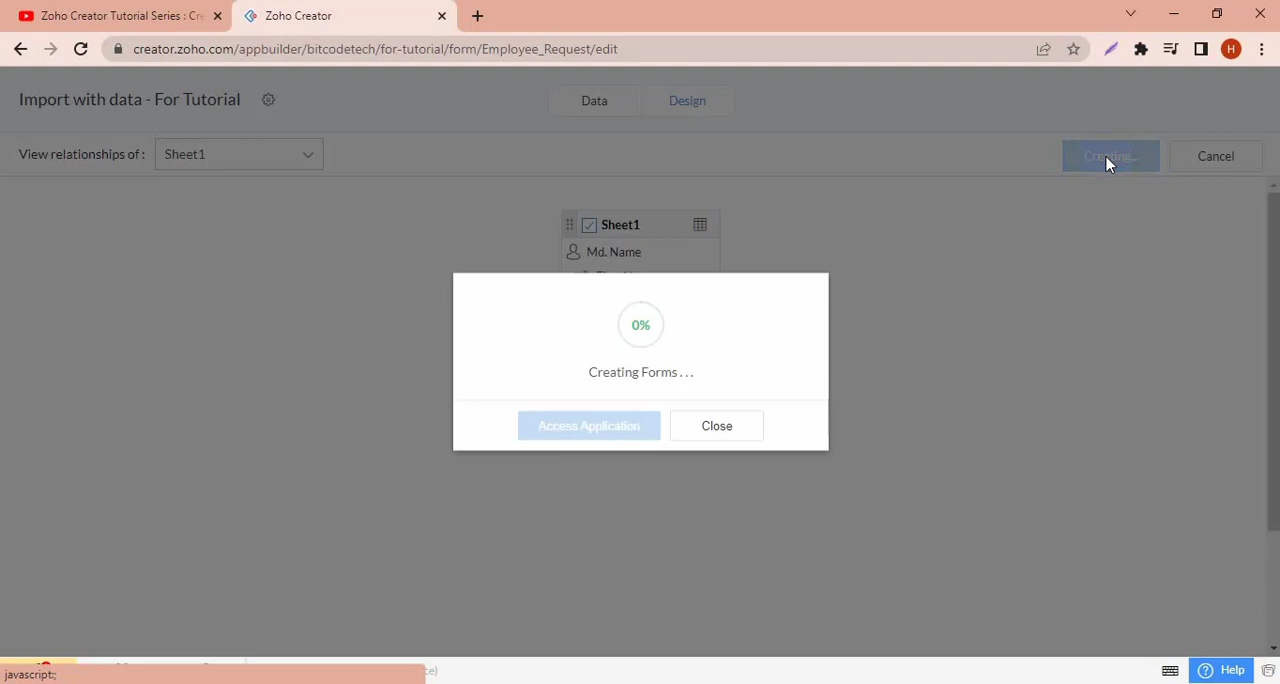 Zoho Creator Tutorial Series : Cre
Zoho Creator
creator.zoho.com/appbuilder/bitcodetech/for-tutorial/form/Employee_Request/edit
H
Import with data - For Tutorial
Data
Design
View relationships of :
Sheet1
Creating...
Cancel
Sheet1
Md. Name
0%
Creating Forms . . .
Access Application
Close
javascript:;
Help